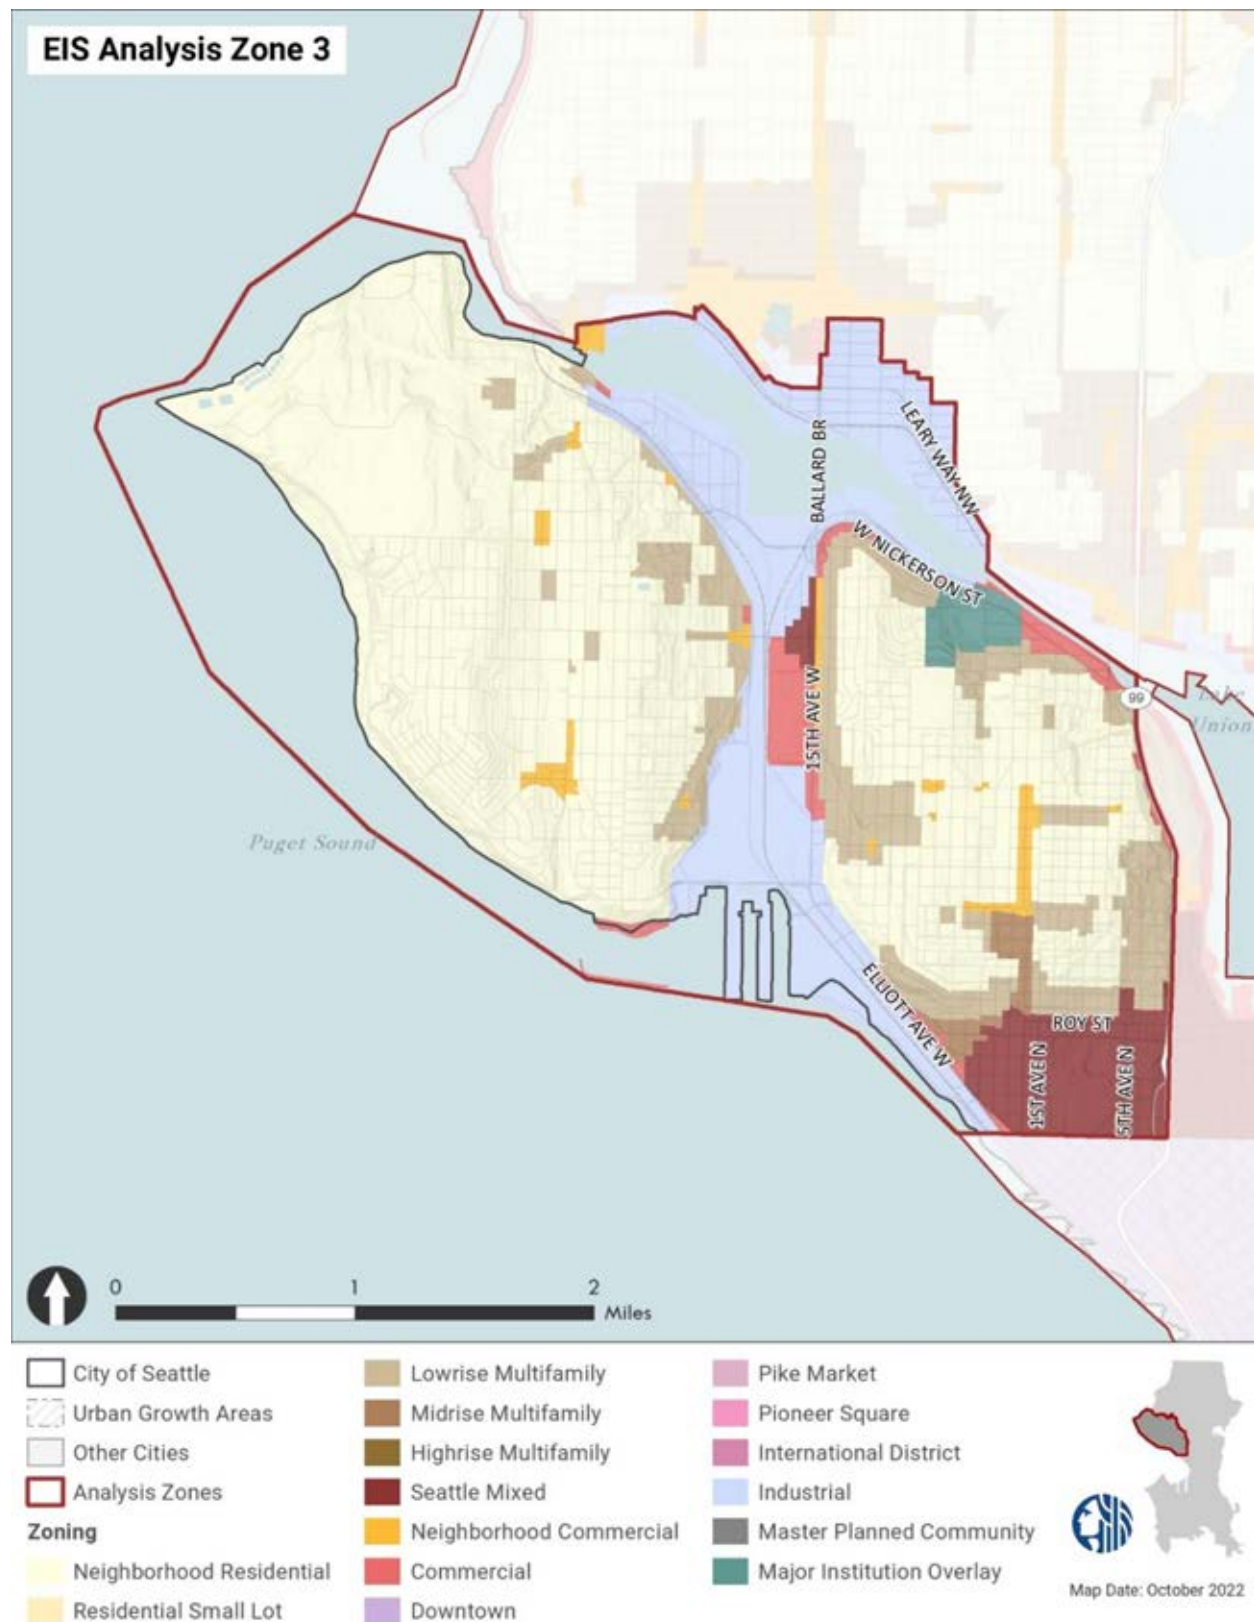 EIS Analysis Zone 3
BALLARD BR
LEARY WAY NW
W NICKERSON ST
99
Lake
Union
15TH AVE W
Puget Sound
ELLIOTT AVE W
ROY ST
1ST AVE N
5TH AVE N
0 1 2
Miles
City of Seattle
Urban Growth Areas
Other Cities
Analysis Zones
Zoning
Neighborhood Residential
Residential Small Lot
Lowrise Multifamily
Midrise Multifamily
Highrise Multifamily
Seattle Mixed
Neighborhood Commercial
Commercial
Downtown
Pike Market
Pioneer Square
International District
Industrial
Master Planned Community
Major Institution Overlay
Map Date: October 2022